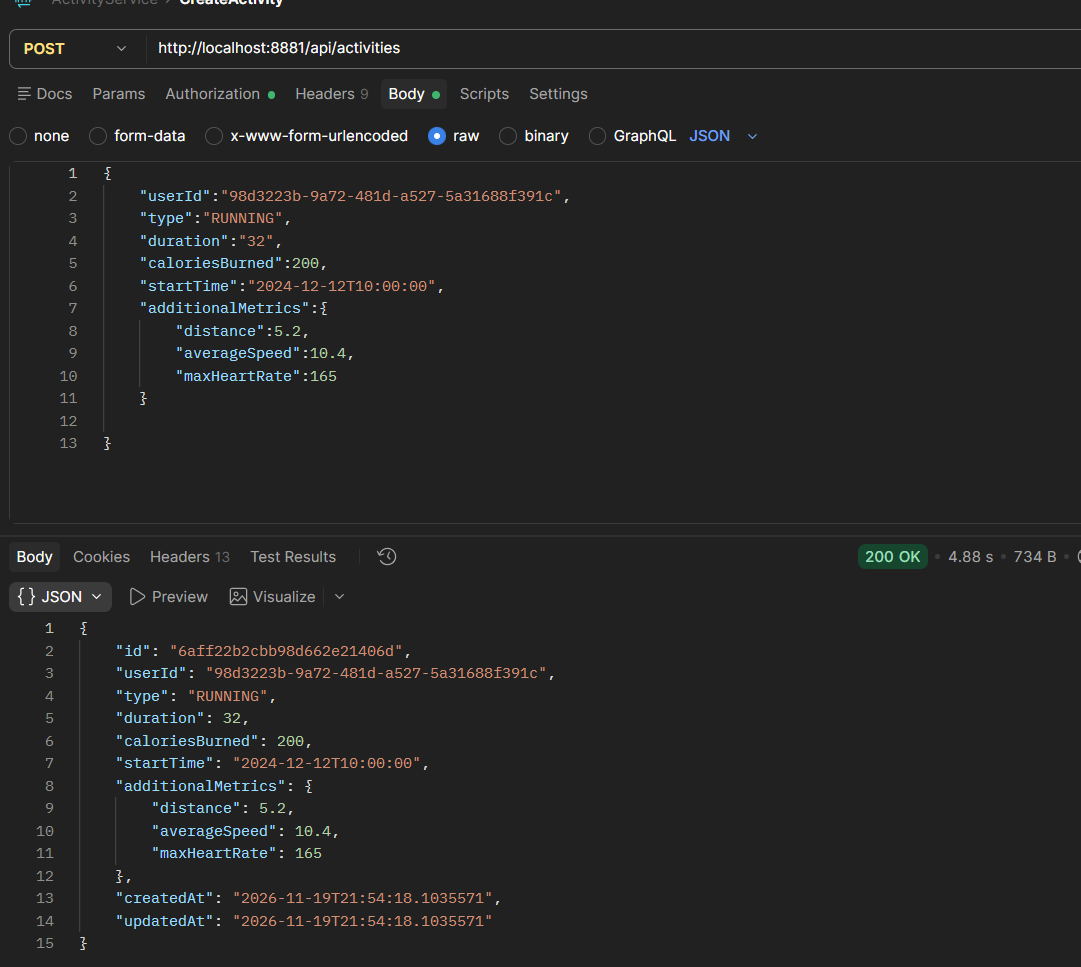 ActivityService › CreateActivity
POST http://localhost:8881/api/activities
Docs Params Authorization Headers 9 Body Scripts Settings
none form-data x-www-form-urlencoded raw binary GraphQL JSON
1 {
2 "userId":"98d3223b-9a72-481d-a527-5a31688f391c",
3 "type":"RUNNING",
4 "duration":"32",
5 "caloriesBurned":200,
6 "startTime":"2024-12-12T10:00:00",
7 "additionalMetrics":{
8 "distance":5.2,
9 "averageSpeed":10.4,
10 "maxHeartRate":165
11 }
12
13 }
Body Cookies Headers 13 Test Results 200 OK • 4.88 s • 734 B •
{} JSON Preview Visualize
1 {
2 "id": "6aff22b2cbb98d662e21406d",
3 "userId": "98d3223b-9a72-481d-a527-5a31688f391c",
4 "type": "RUNNING",
5 "duration": 32,
6 "caloriesBurned": 200,
7 "startTime": "2024-12-12T10:00:00",
8 "additionalMetrics": {
9 "distance": 5.2,
10 "averageSpeed": 10.4,
11 "maxHeartRate": 165
12 },
13 "createdAt": "2026-11-19T21:54:18.1035571",
14 "updatedAt": "2026-11-19T21:54:18.1035571"
15 }